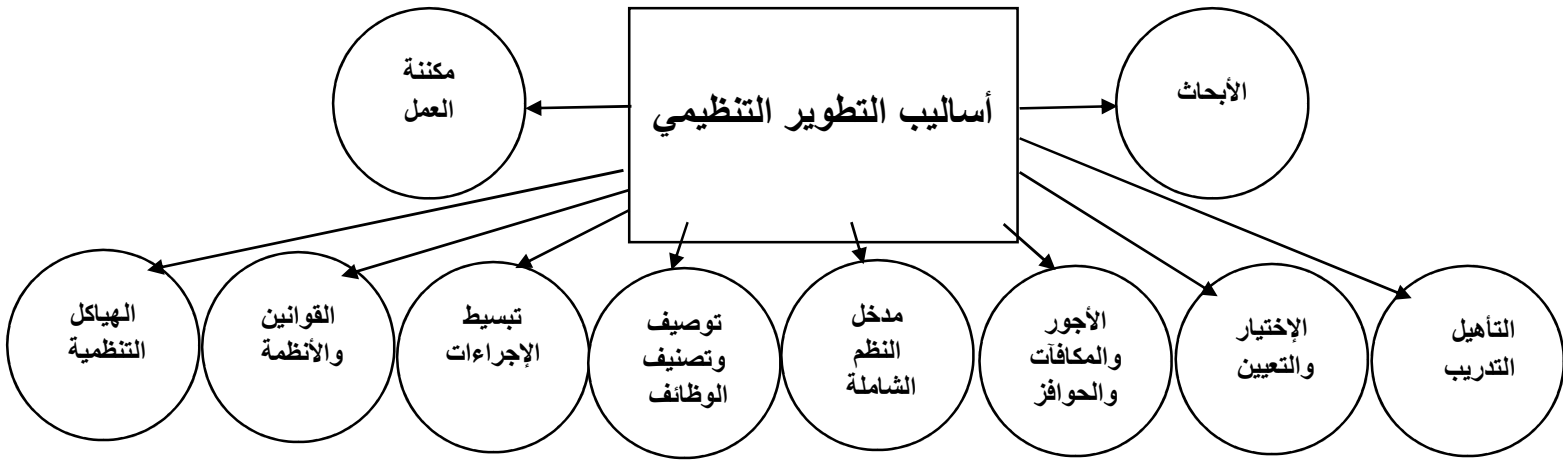 أساليب التطوير التنظيمي
الأبحاث
مكننة
العمل
التأهيل
التدريب
الإختيار
والتعيين
الأجور
والمكافآت
والحوافز
مدخل
النظم
الشاملة
توصيف
وتصنيف
الوظائف
تبسيط
الإجراءات
القوانين
والأنظمة
الهياكل
التنظمية